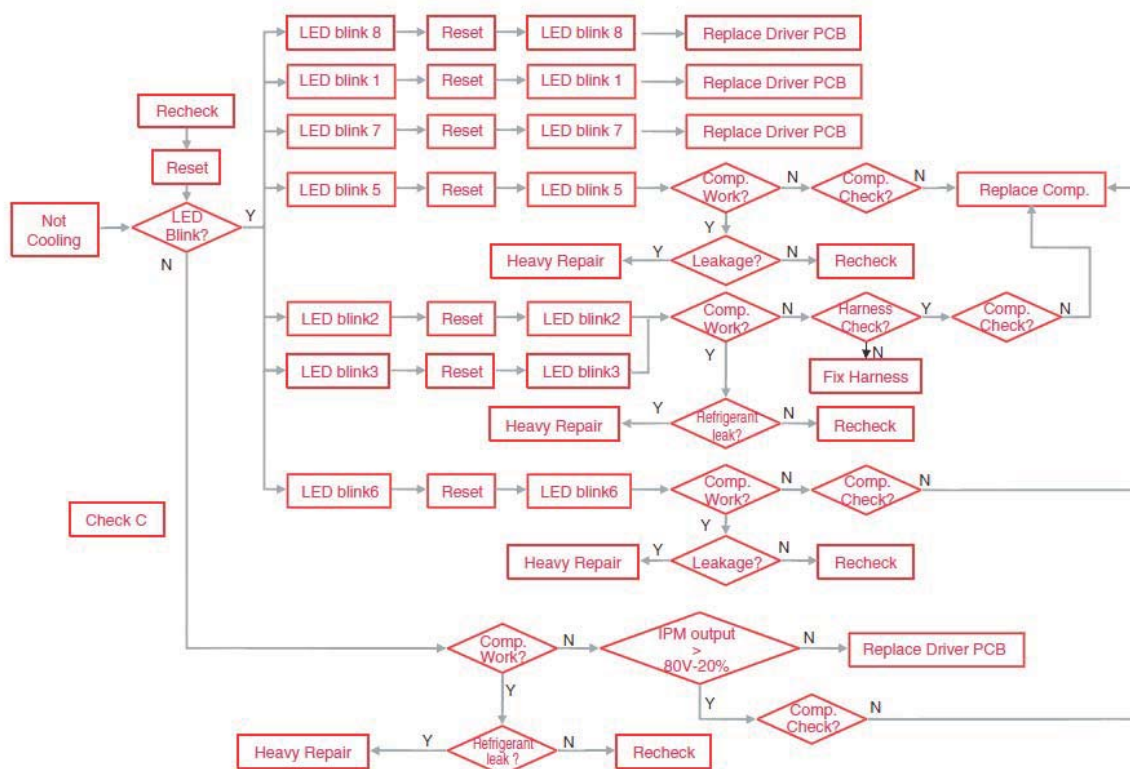 LED blink 8
Reset
LED blink 8
Replace Driver PCB
LED blink 1
Reset
LED blink 1
Replace Driver PCB
Recheck
LED blink 7
Reset
LED blink 7
Replace Driver PCB
Reset
LED blink 5
Reset
LED blink 5
Comp.
Work?
N
Comp.
Check?
N
Replace Comp.
Not
Cooling
LED
Blink?
Y
N
Y
Heavy Repair
Y
Leakage?
N
Recheck
LED blink2
Reset
LED blink2
Comp.
Work?
N
Harness
Check?
Y
Comp.
Check?
N
Y
N
LED blink3
Reset
LED blink3
Fix Harness
Heavy Repair
Y
Refrigerant
leak?
N
Recheck
LED blink6
Reset
LED blink6
Comp.
Work?
N
Comp.
Check?
N
Check C
Y
Heavy Repair
Y
Leakage?
N
Recheck
Comp.
Work?
N
IPM output
>
80V-20%
N
Replace Driver PCB
Y
Y
Comp.
Check?
N
Heavy Repair
Y
Refrigerant
leak ?
N
Recheck